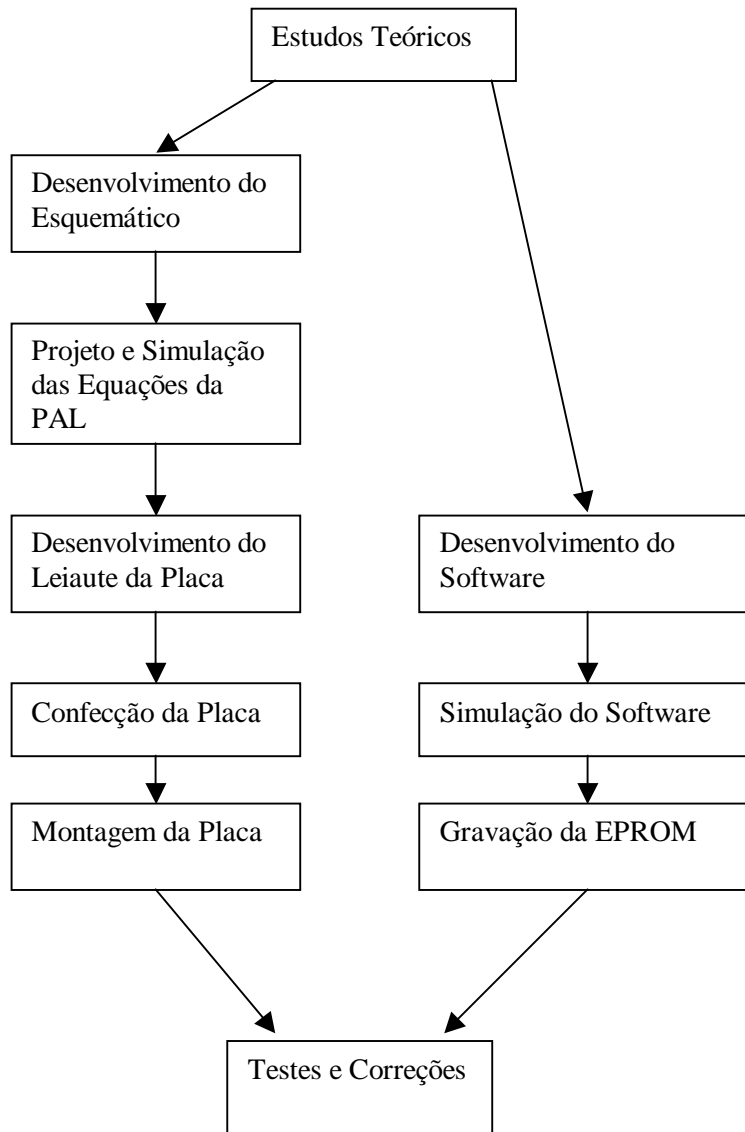 Estudos Teóricos
Desenvolvimento do
Esquemático
Projeto e Simulação
das Equações da
PAL
Desenvolvimento do
Leiaute da Placa
Confecção da Placa
Montagem da Placa
Desenvolvimento do
Software
Simulação do Software
Gravação da EPROM
Testes e Correções